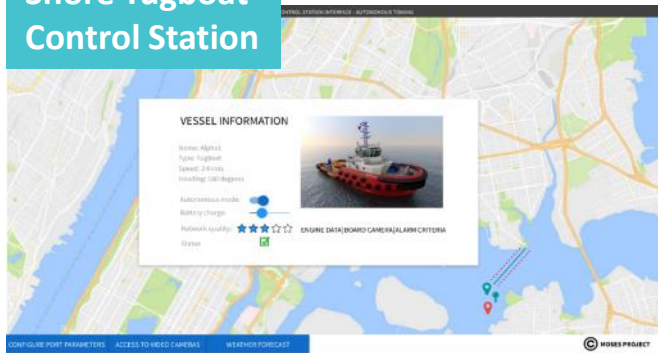 Shore Tugboat
Control Station
CONTROL STATION INTERFACE - AUTONOMOUS TOWING
VESSEL INFORMATION
Name: Alpha1
Type: Tugboat
Speed: 3 Knots
Heading: 180 degrees
Autonomous mode:
Battery charge:
Network quality:
ENGINE DATA|BOARD CAMERA|ALARM CRITERIA
Status
CONFIGURE PORT PARAMETERS ACCESS TO VIDEO CAMERAS WEATHER FORECAST
© MOSES PROJECT